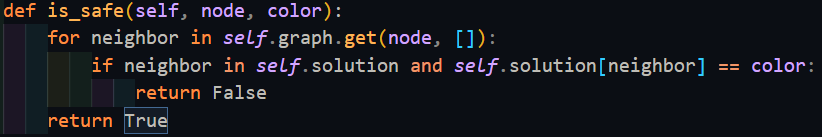 def is_safe(self, node, color):
    for neighbor in self.graph.get(node, []):
        if neighbor in self.solution and self.solution[neighbor] == color:
            return False
    return True